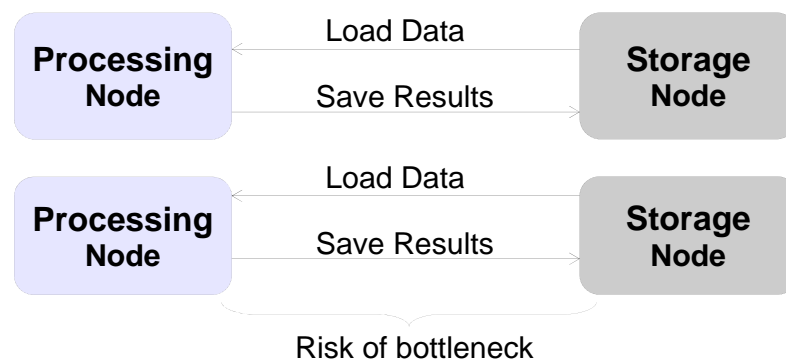 Load Data
Processing
Node
Storage
Node
Save Results
Load Data
Processing
Node
Storage
Node
Save Results
Risk of bottleneck